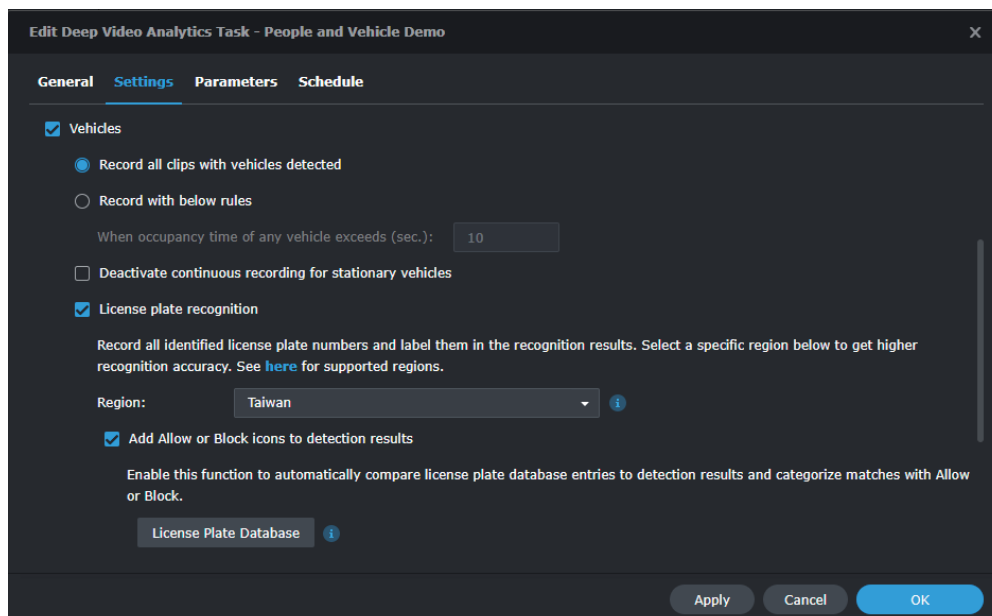 Edit Deep Video Analytics Task - People and Vehicle Demo
General Settings Parameters Schedule
Vehicles
Record all clips with vehicles detected
Record with below rules
When occupancy time of any vehicle exceeds (sec.): 10
Deactivate continuous recording for stationary vehicles
License plate recognition
Record all identified license plate numbers and label them in the recognition results. Select a specific region below to get higher
recognition accuracy. See here for supported regions.
Region: Taiwan
Add Allow or Block icons to detection results
Enable this function to automatically compare license plate database entries to detection results and categorize matches with Allow
or Block.
License Plate Database
Apply Cancel OK